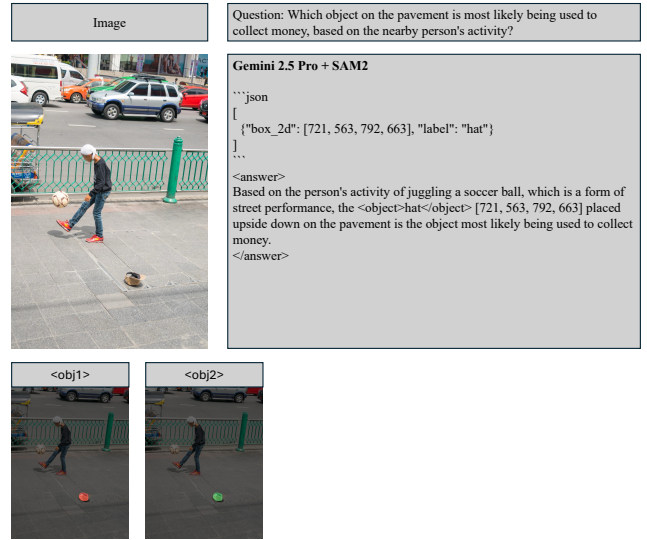 Image
Question: Which object on the pavement is most likely being used to
collect money, based on the nearby person's activity?
Gemini 2.5 Pro + SAM2
```json
[
{"box_2d": [721, 563, 792, 663], "label": "hat"}
]
```
<answer>
Based on the person's activity of juggling a soccer ball, which is a form of
street performance, the <object>hat</object> [721, 563, 792, 663] placed
upside down on the pavement is the object most likely being used to collect
money.
</answer>
<obj1>
<obj2>